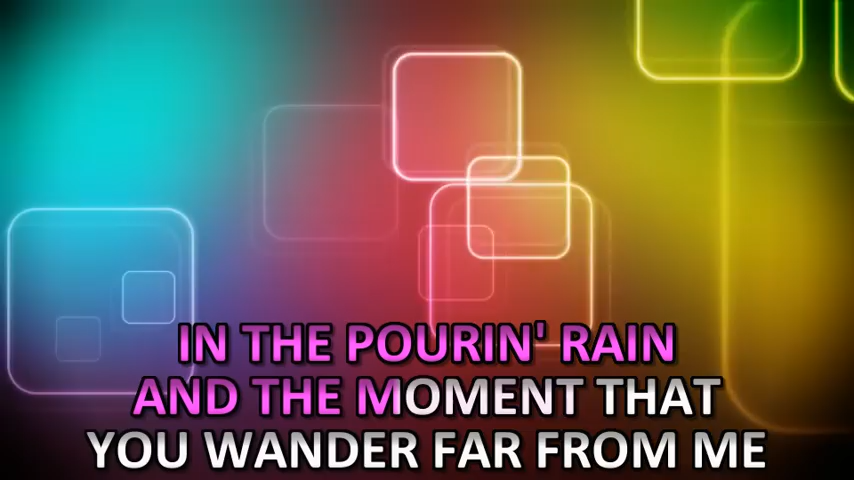 IN THE POURIN' RAIN
AND THE MOMENT THAT
YOU WANDER FAR FROM ME